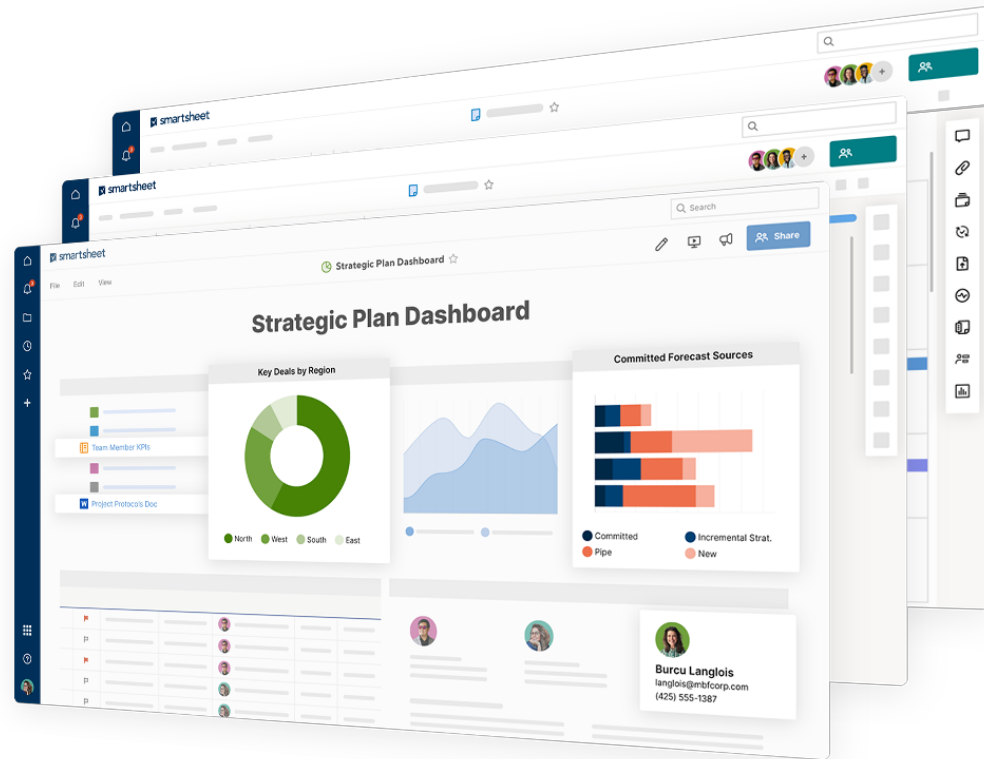 smartsheet
smartsheet
smartsheet
Search
File Edit View
Strategic Plan Dashboard
Share
Strategic Plan Dashboard
Key Deals by Region
Committed Forecast Sources
Team Member KPIs
W Project Protoco's Doc
North West South East
Committed Incremental Strat.
Pipe New
Burcu Langlois
langlois@mbfcorp.com
(425) 555-1387